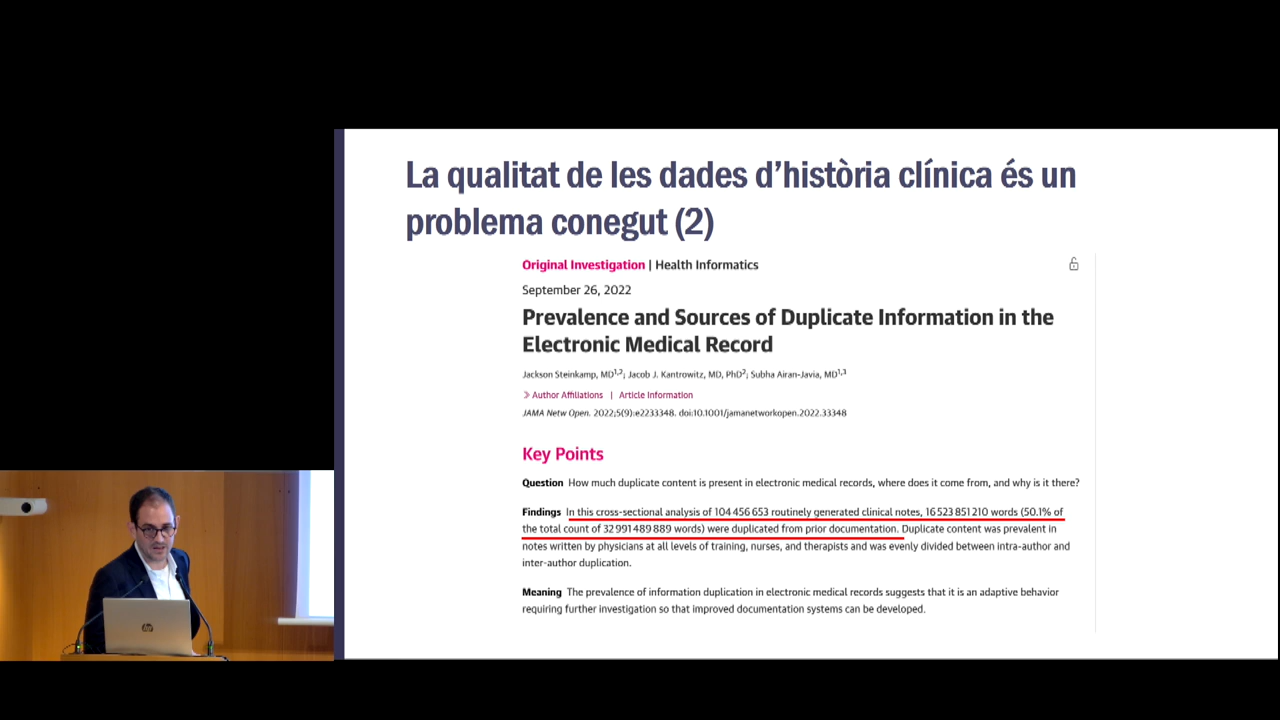 La qualitat de les dades d'història clínica és un
problema conegut (2)
Original Investigation | Health Informatics
September 26, 2022
Prevalence and Sources of Duplicate Information in the
Electronic Medical Record
Jackson Steinkamp, MD1,2; Jacob J. Kantrowitz, MD, PhD2; Subha Airan-Javia, MD1,3
» Author Affiliations | Article Information
JAMA Netw Open. 2022;5(9):e2233348. doi:10.1001/jamanetworkopen.2022.33348
Key Points
Question How much duplicate content is present in electronic medical records, where does it come from, and why is it there?
Findings In this cross-sectional analysis of 104 456 653 routinely generated clinical notes, 16 523 851 210 words (50.1% of
the total count of 32 991 489 889 words) were duplicated from prior documentation. Duplicate content was prevalent in
notes written by physicians at all levels of training, nurses, and therapists and was evenly divided between intra-author and
inter-author duplication.
Meaning The prevalence of information duplication in electronic medical records suggests that it is an adaptive behavior
requiring further investigation so that improved documentation systems can be developed.
hp